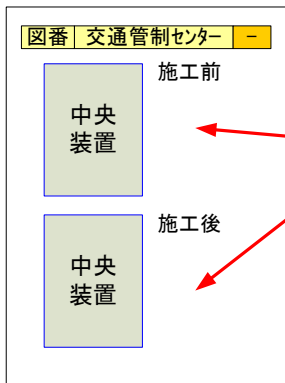 図番 交通管制センター －
施工前
中央
装置
施工後
中央
装置